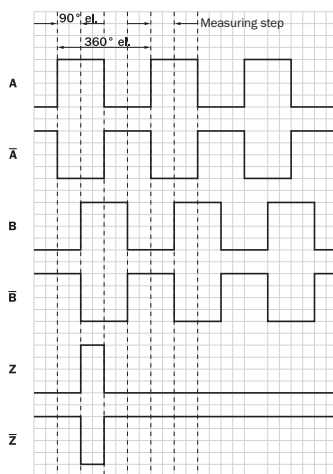 90° el.
Measuring step
360° el.
A
A̅
B
B̅
Z
Z̅